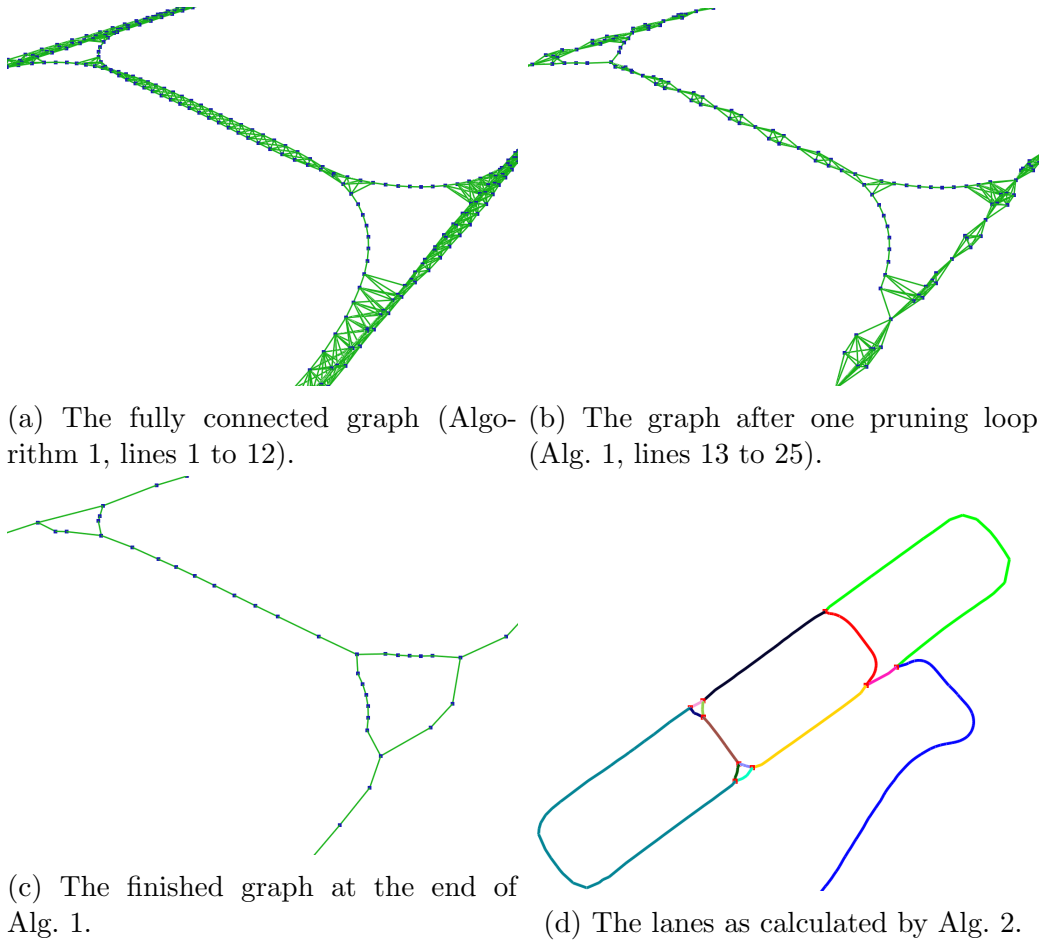 (a) The fully connected graph (Algo-
rithm 1, lines 1 to 12).
(b) The graph after one pruning loop
(Alg. 1, lines 13 to 25).
(c) The finished graph at the end of
Alg. 1.
(d) The lanes as calculated by Alg. 2.